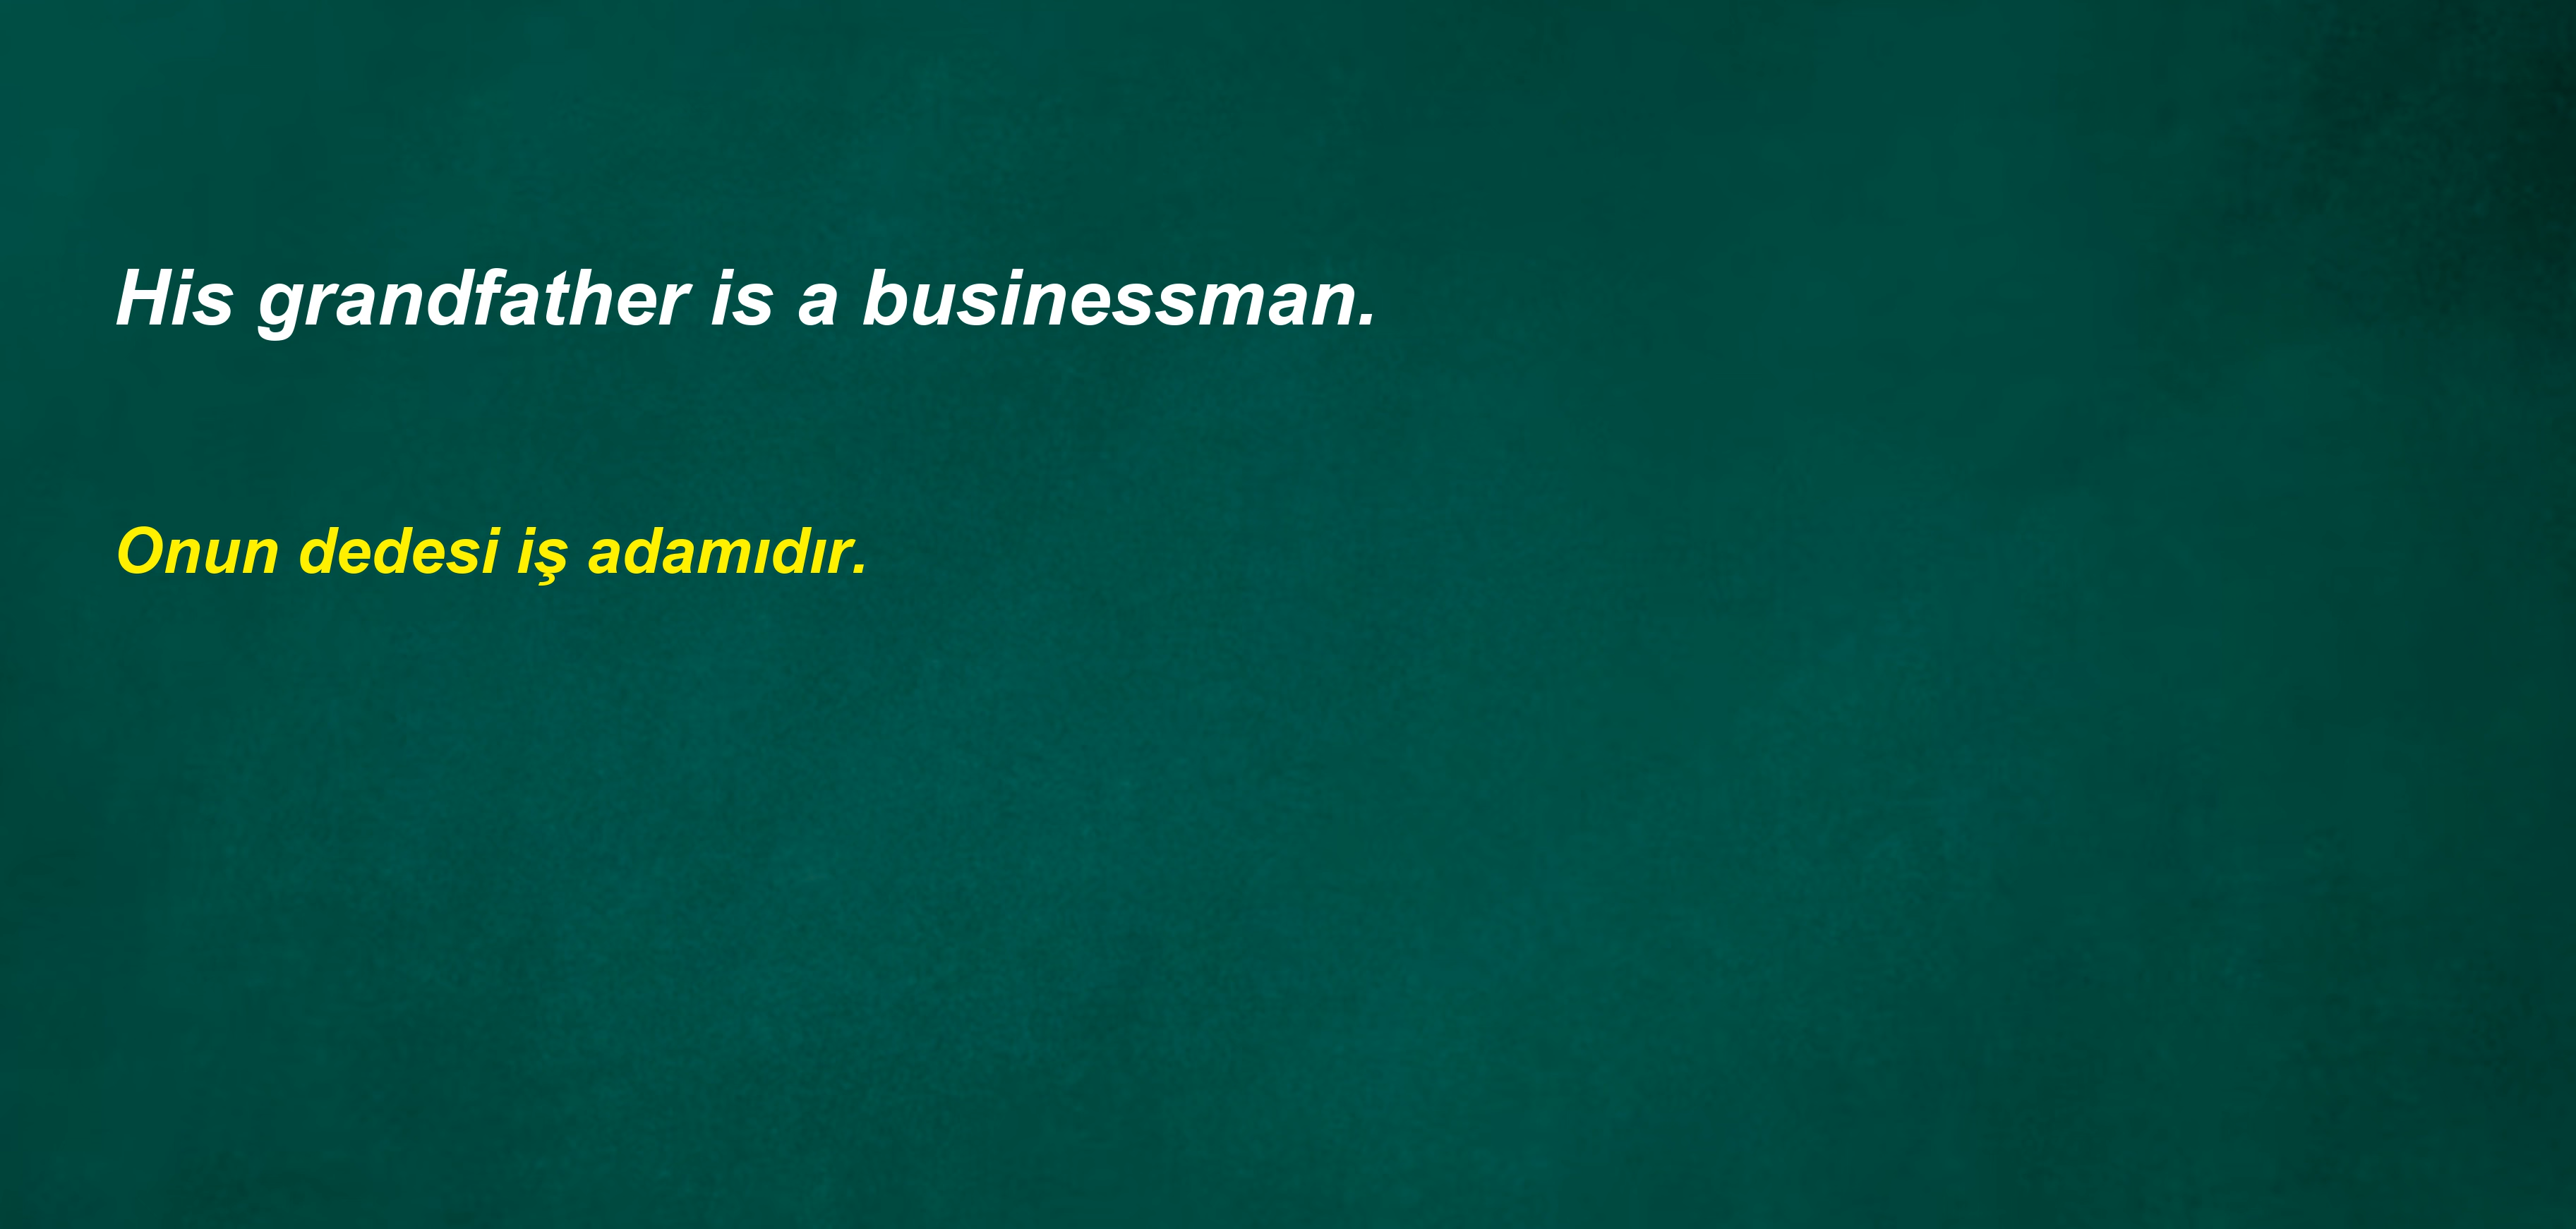 His grandfather is a businessman.
Onun dedesi iş adamıdır.